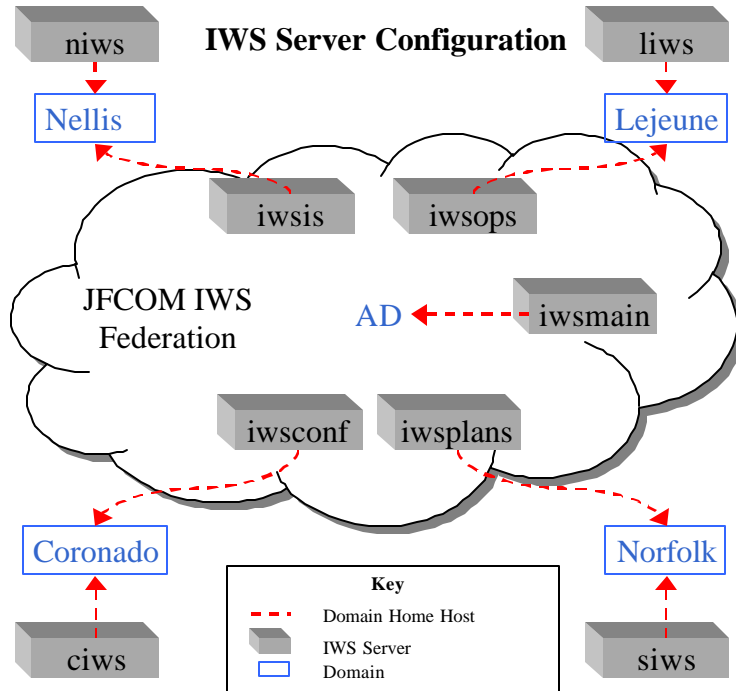 niws
IWS Server Configuration
liws
Nellis
Lejeune
iwsis
iwsops
JFCOM IWS
Federation
AD
iwsmain
iwsconf
iwsplans
Coronado
Norfolk
ciws
siws
Key
Domain Home Host
IWS Server
Domain